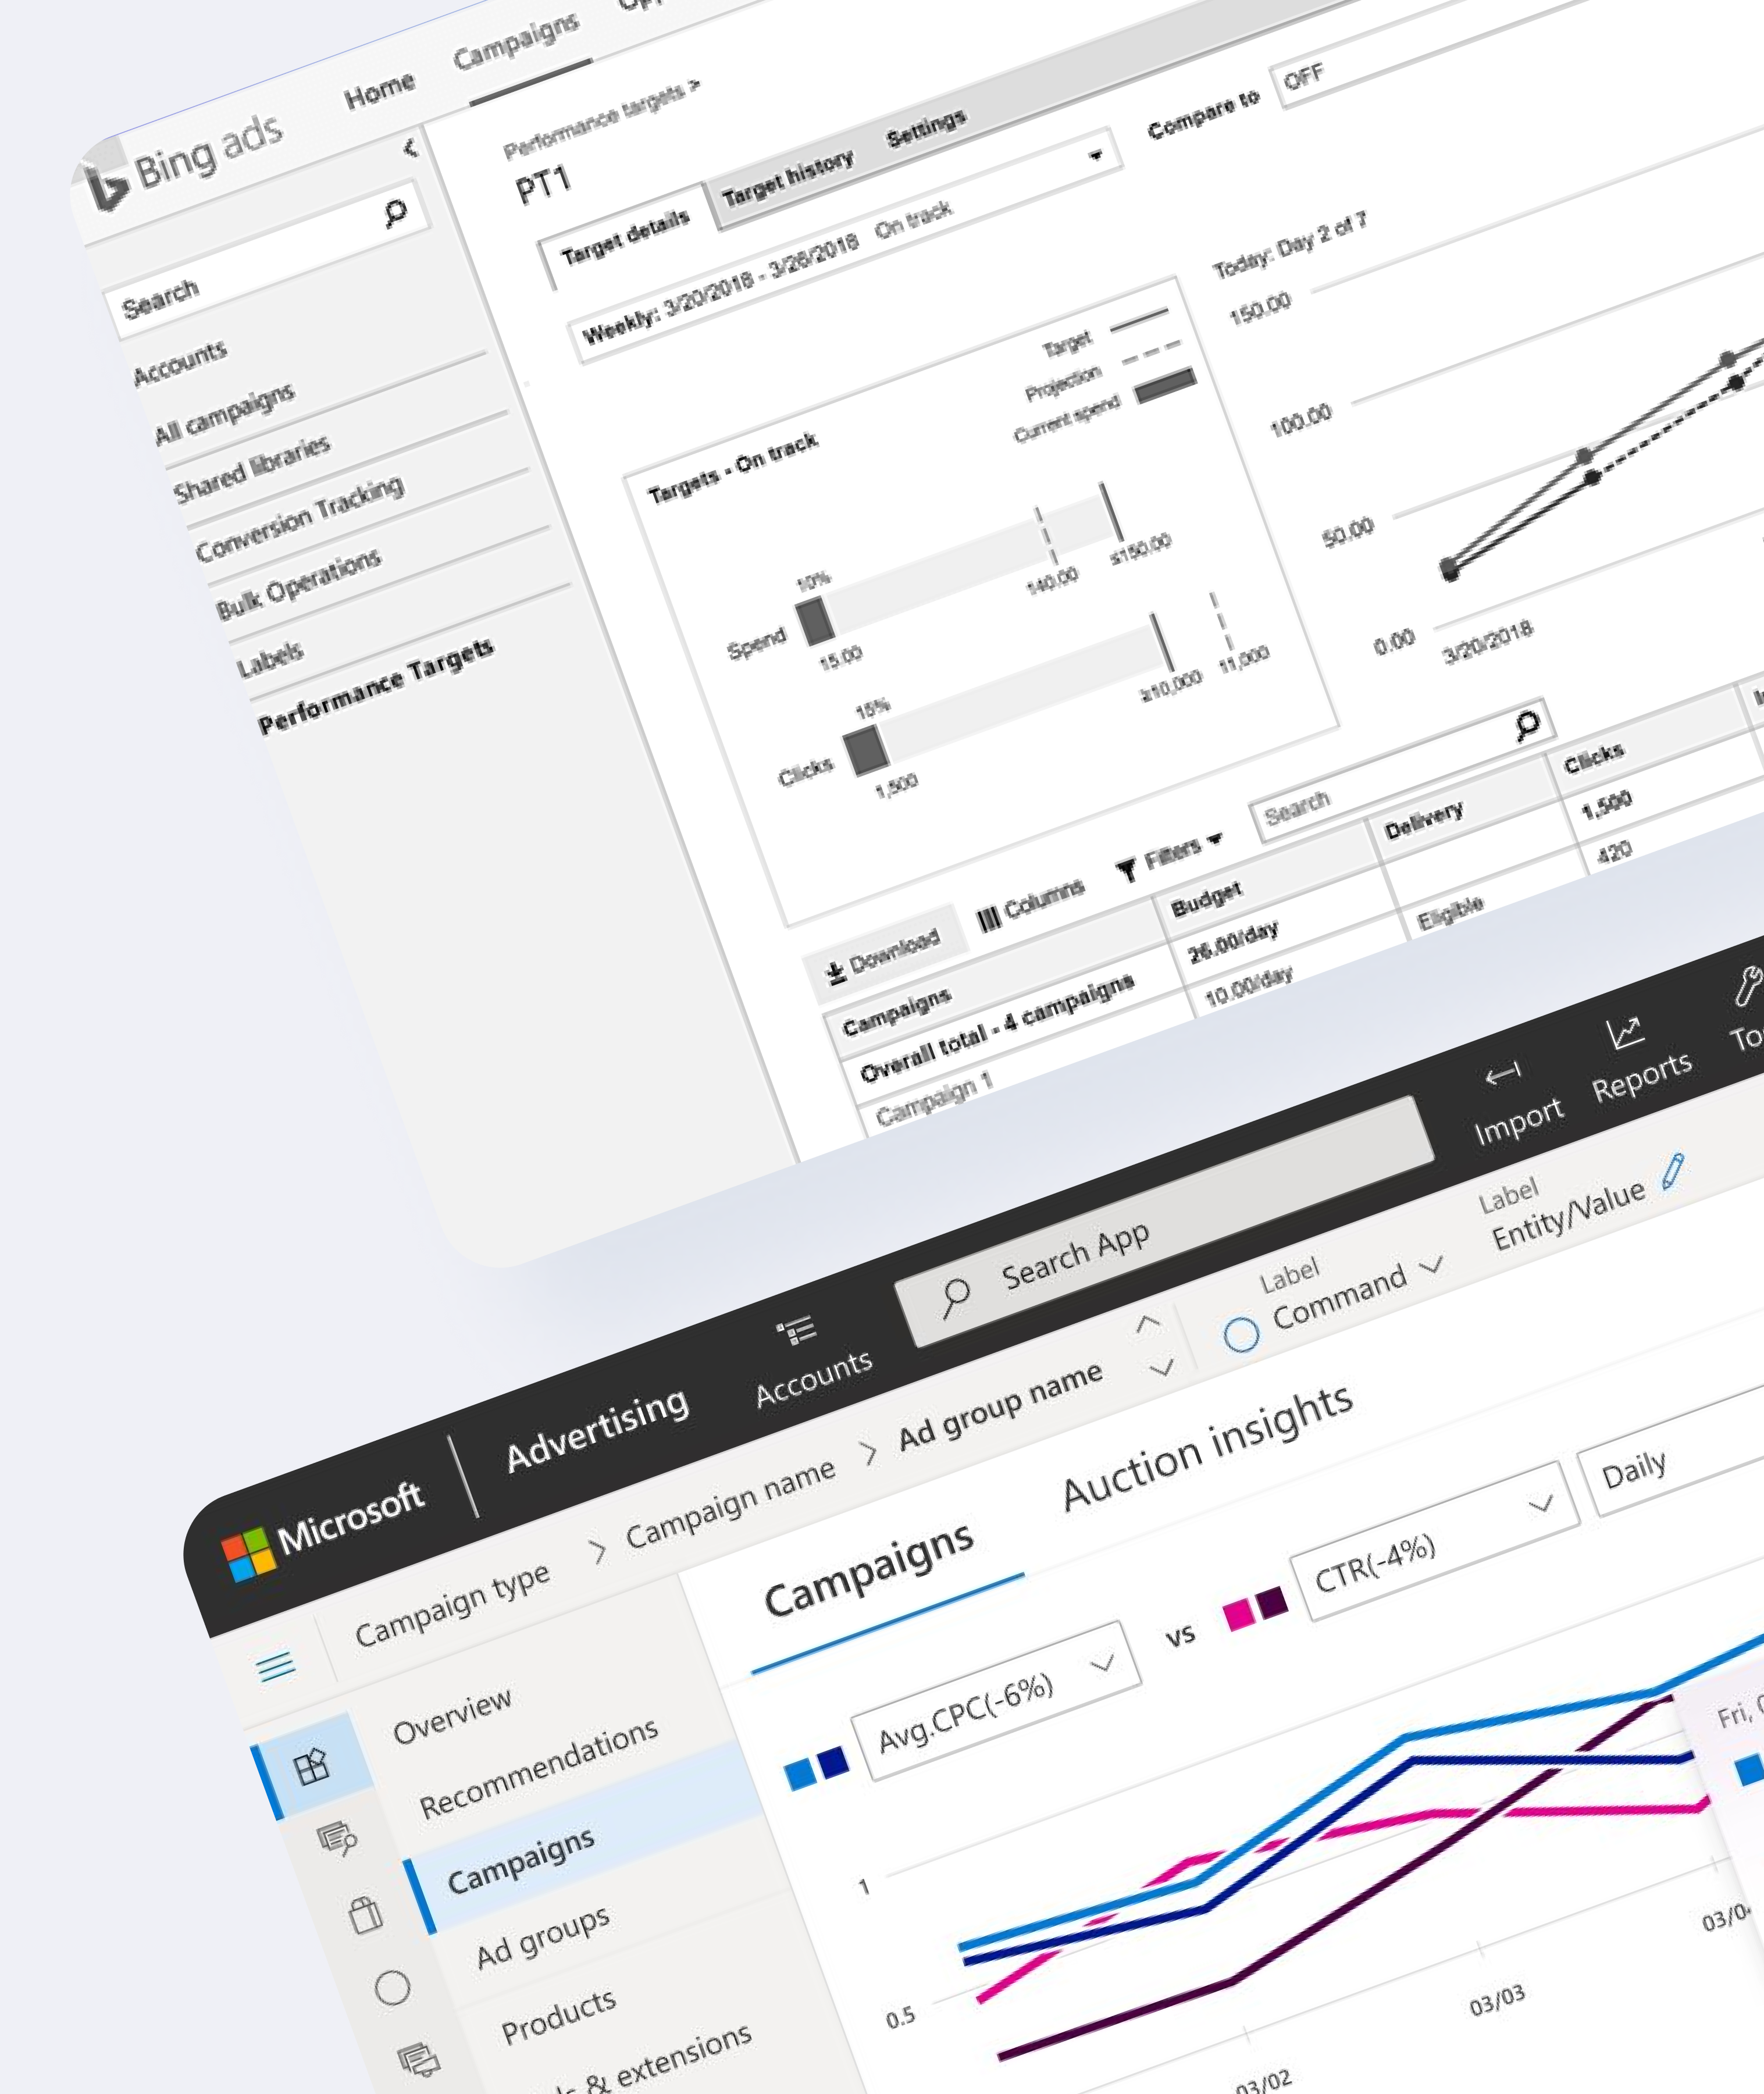 Bing ads
Home
Campaigns
Performance targets >
PT1
Target details
Target history
Settings
Weekly: 3/20/2018 - 3/26/2018 On track
Compare to
OFF
Search
Accounts
All campaigns
Shared libraries
Conversion Tracking
Bulk Operations
Labels
Performance Targets
Targets - On track
Target
Projection
Current spend
Spend
10%
15.00
140.00
≤150.00
Clicks
15%
1,500
≥10,000
11,000
Today: Day 2 of 7
150.00
100.00
50.00
0.00
3/20/2018
Download
Columns
Filters
Search
Campaigns
Budget
Delivery
Clicks
Overall total - 4 campaigns
26.00/day
1,500
Campaign 1
10.00/day
Eligible
420
Microsoft
Advertising
Accounts
Search App
Import
Reports
Campaign type
Campaign name
Ad group name
Label
Command
Label
Entity/Value
Overview
Recommendations
Campaigns
Ad groups
Products
& extensions
Campaigns
Auction insights
Avg.CPC(-6%)
vs
CTR(-4%)
Daily
1
0.5
03/02
03/03
Fri,